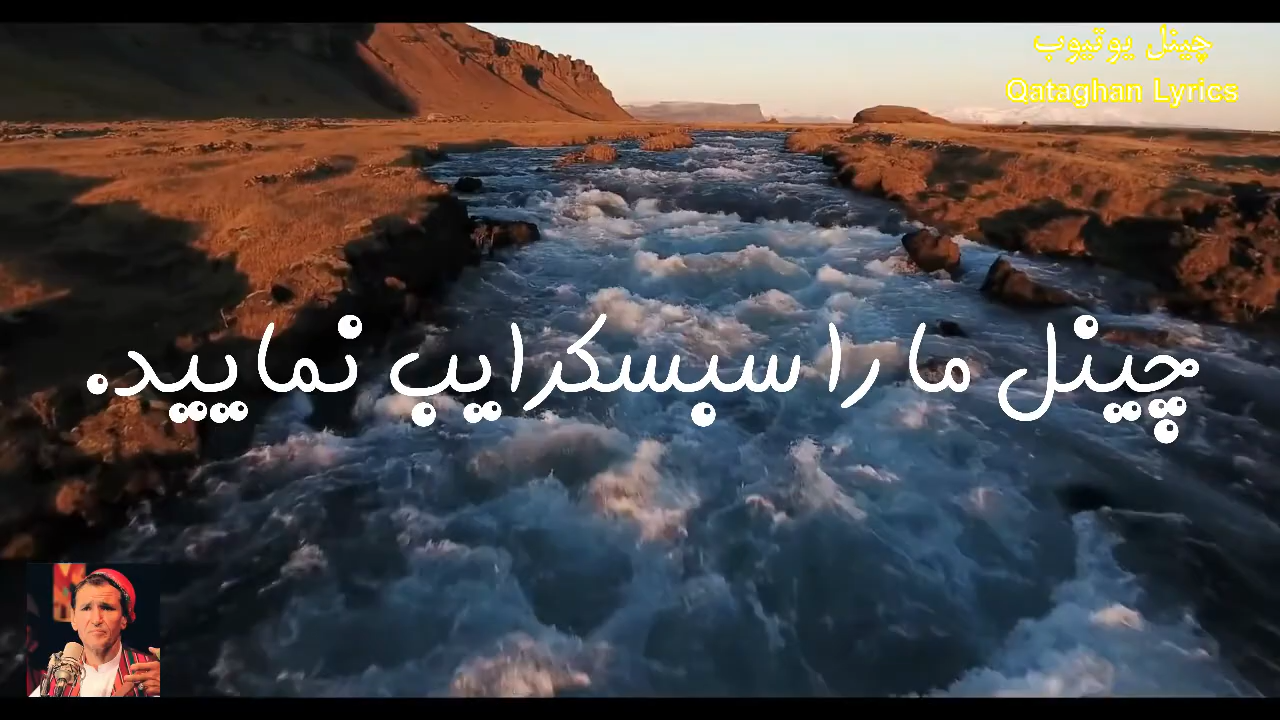 چینل یوتیوب
Qataghan Lyrics
چینل ما را سبسکرایب نمایید.